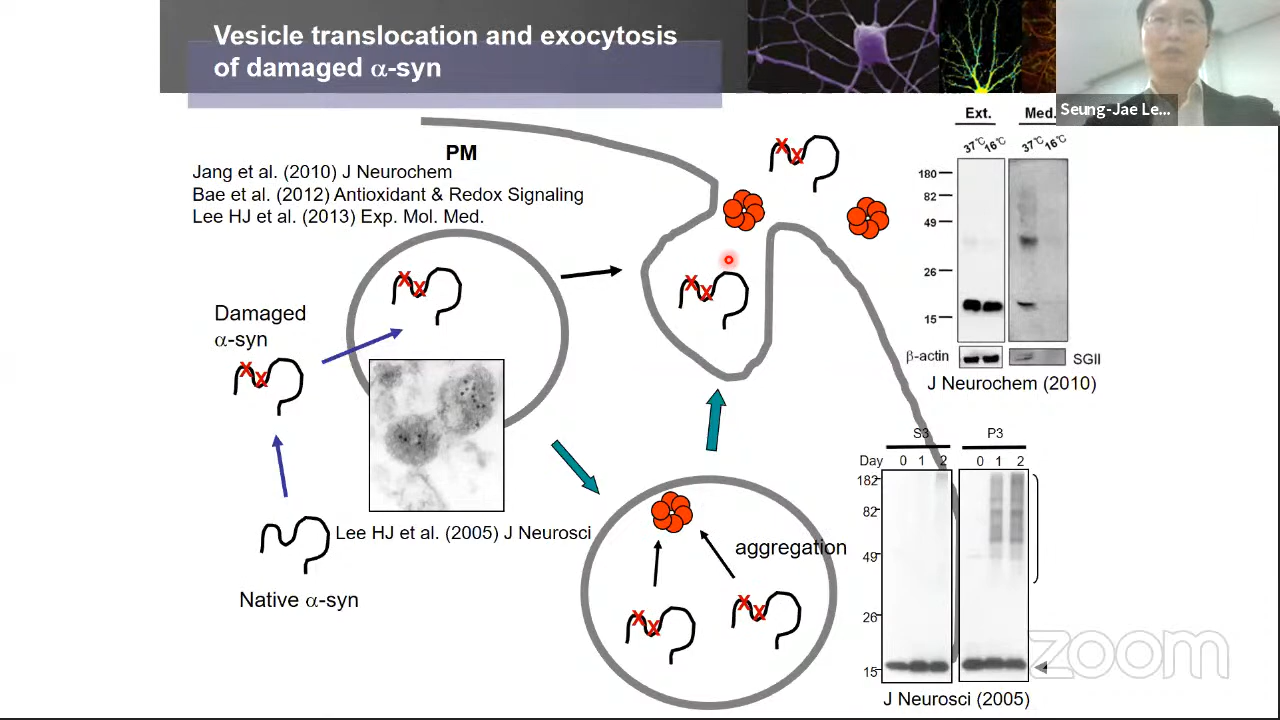 Vesicle translocation and exocytosis
of damaged α-syn
Seung-Jae Le...
PM
Jang et al. (2010) J Neurochem
Bae et al. (2012) Antioxidant & Redox Signaling
Lee HJ et al. (2013) Exp. Mol. Med.
Damaged
α-syn
X X
X X
X X
X X
Lee HJ et al. (2005) J Neurosci
Native α-syn
aggregation
X X
X X
Ext. Med.
37℃ 16℃ 37℃ 16℃
180
82
49
26
15
β-actin SGII
J Neurochem (2010)
S3 P3
Day 0 1 2 0 1 2
182
82
49
26
15
J Neurosci (2005)
zoom